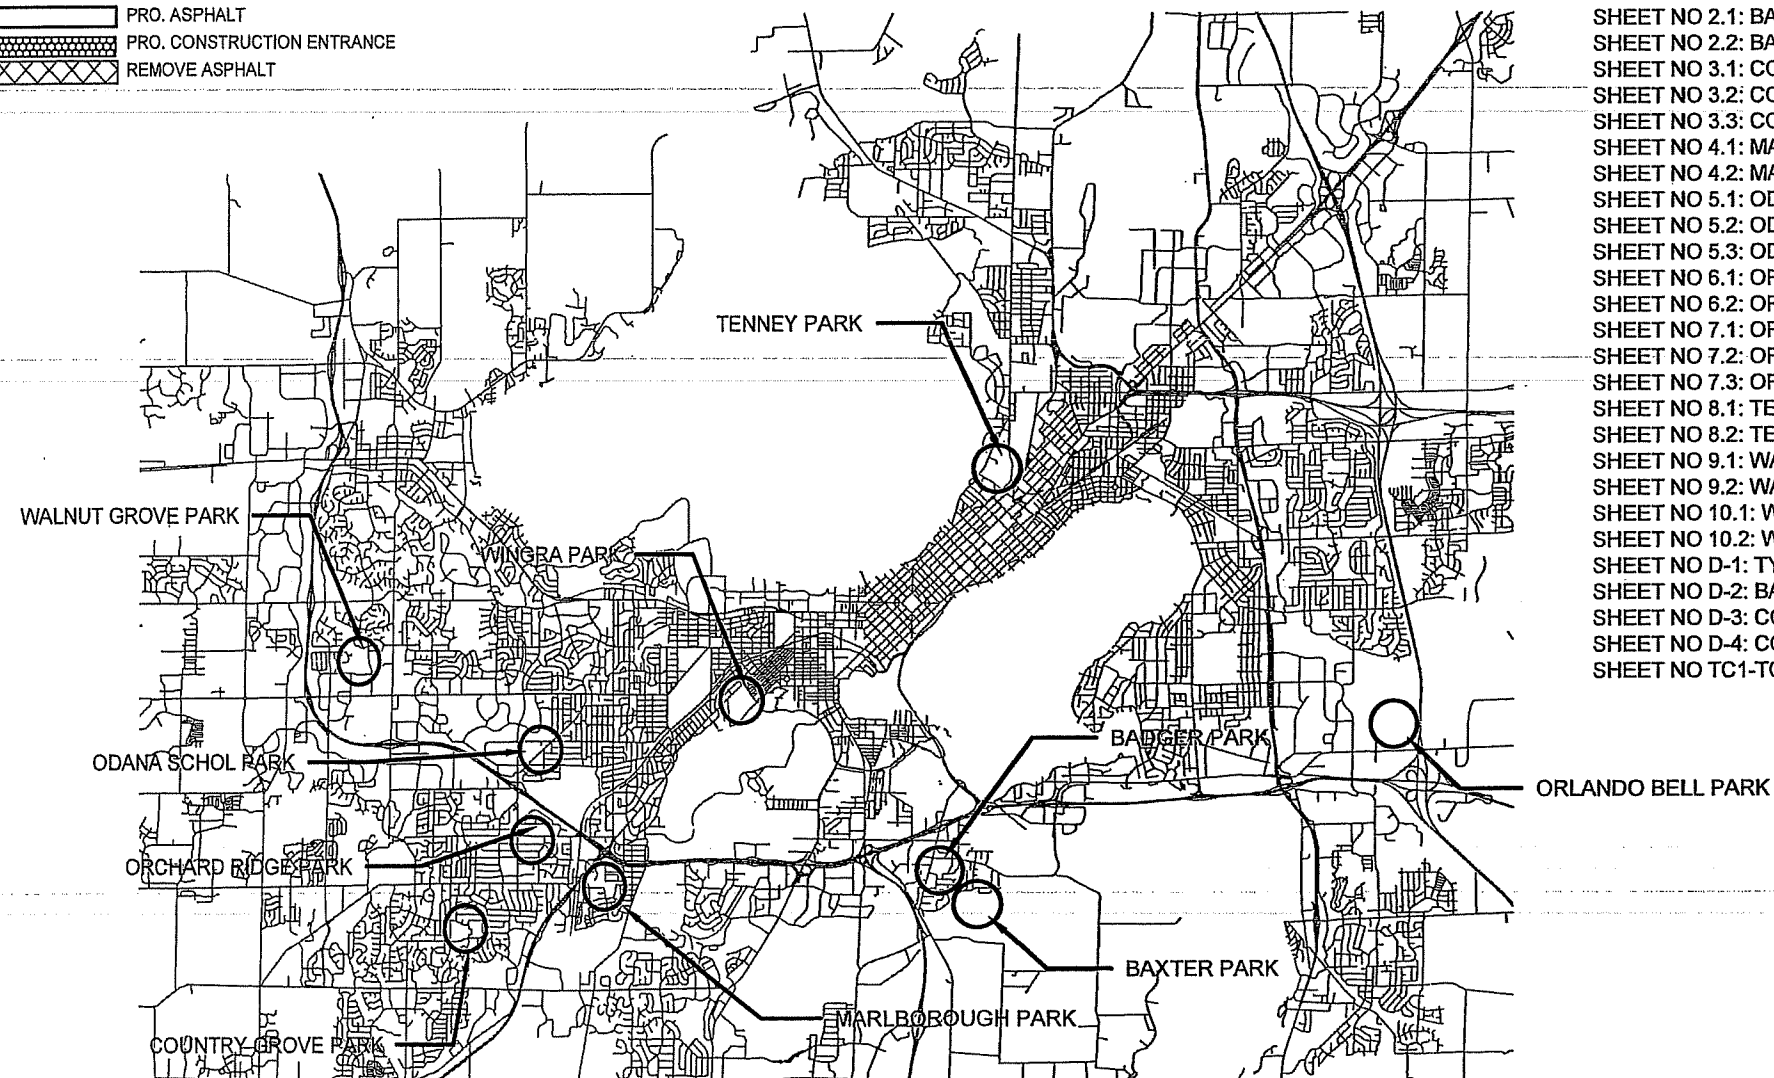 PRO. ASPHALT
PRO. CONSTRUCTION ENTRANCE
REMOVE ASPHALT
SHEET NO 2.1: BA
SHEET NO 2.2: BA
SHEET NO 3.1: CO
SHEET NO 3.2: CO
SHEET NO 3.3: CO
SHEET NO 4.1: MA
SHEET NO 4.2: MA
SHEET NO 5.1: OD
SHEET NO 5.2: OD
SHEET NO 5.3: OD
SHEET NO 6.1: OR
SHEET NO 6.2: OR
SHEET NO 7.1: OR
SHEET NO 7.2: OR
SHEET NO 7.3: OR
SHEET NO 8.1: TE
SHEET NO 8.2: TE
SHEET NO 9.1: WA
SHEET NO 9.2: WA
SHEET NO 10.1: W
SHEET NO 10.2: W
SHEET NO D-1: TY
SHEET NO D-2: BA
SHEET NO D-3: CO
SHEET NO D-4: CO
SHEET NO TC1-TC
TENNEY PARK
WALNUT GROVE PARK
WINGRA PARK
ODANA SCHOL PARK
BADGER PARK
ORLANDO BELL PARK
ORCHARD RIDGE PARK
BAXTER PARK
MARLBOROUGH PARK
COUNTRY GROVE PARK